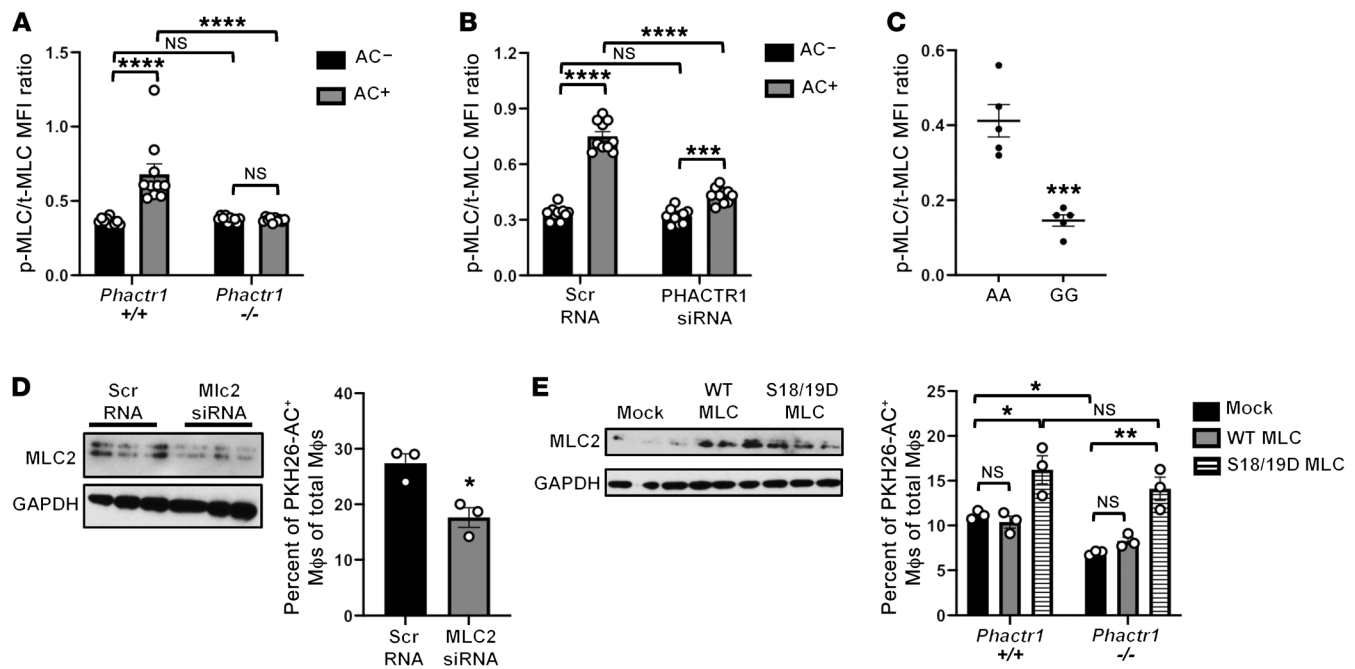 A
p-MLC/t-MLC MFI ratio
1.5
1.0
0.5
0.0
****
NS
****
NS
AC−
AC+
Phactr1
+/+
Phactr1
-/-
B
p-MLC/t-MLC MFI ratio
1.2
0.9
0.6
0.3
0.0
****
NS
****
***
AC−
AC+
Scr
RNA
PHACTR1
siRNA
C
p-MLC/t-MLC MFI ratio
0.6
0.4
0.2
0.0
***
AA
GG
D
Scr
RNA
Mlc2
siRNA
MLC2
GAPDH
Percent of PKH26-AC+
Mϕs of total Mϕs
40
30
20
10
0
*
Scr
RNA
MLC2
siRNA
E
Mock
WT
MLC
S18/19D
MLC
MLC2
GAPDH
Percent of PKH26-AC+
Mϕs of total Mϕs
25
20
15
10
5
0
*
*
NS
NS
**
NS
Mock
WT MLC
S18/19D MLC
Phactr1
+/+
Phactr1
-/-